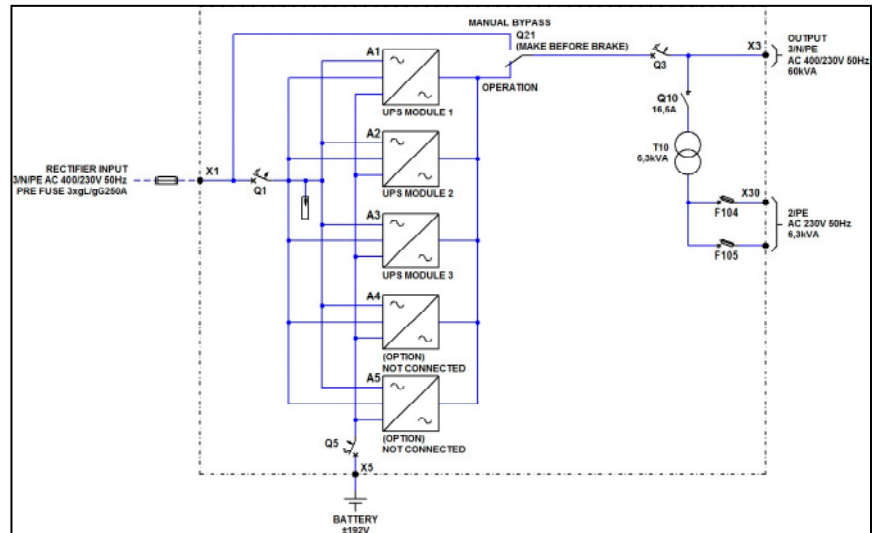 MANUAL BYPASS
Q21
(MAKE BEFORE BRAKE)
OPERATION
A1
UPS MODULE 1
A2
UPS MODULE 2
A3
UPS MODULE 3
A4
(OPTION)
NOT CONNECTED
A5
(OPTION)
NOT CONNECTED
RECTIFIER INPUT
3/N/PE AC 400/230V 50Hz
PRE FUSE 3xgL/gG250A
X1
Q1
Q5
X5
BATTERY
±192V
Q3
X3
OUTPUT
3/N/PE
AC 400/230V 50Hz
60kVA
Q10
16,6A
T10
6,3kVA
X30
F104
F105
2/PE
AC 230V 50Hz
6,3kVA